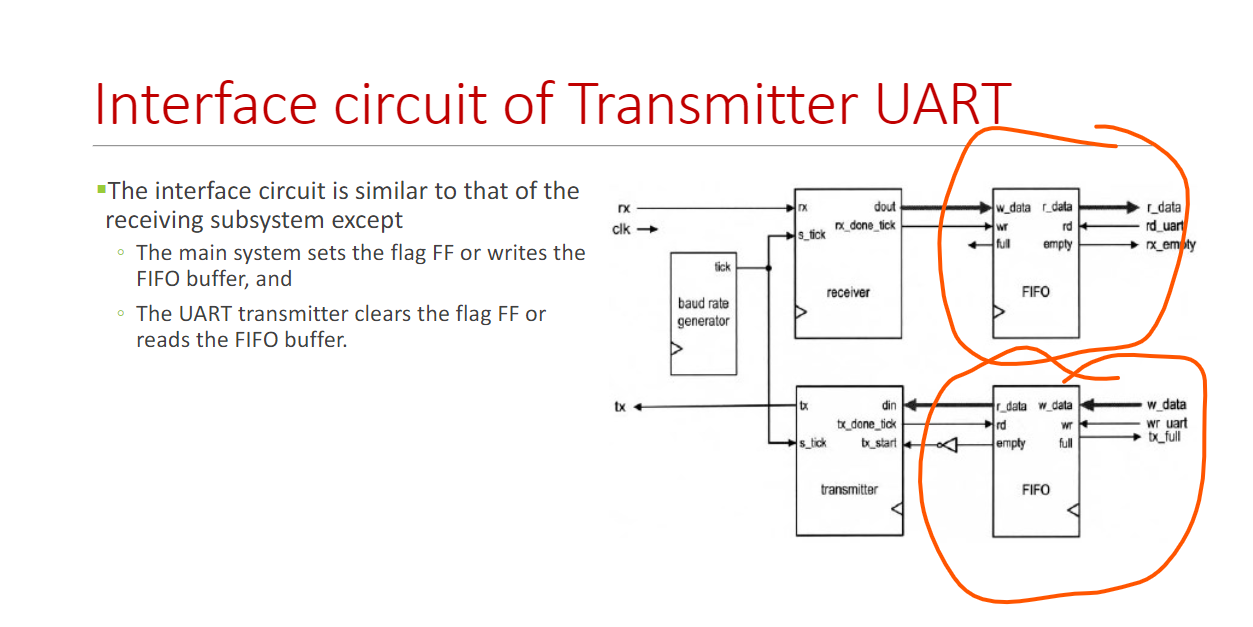 Interface circuit of Transmitter UART
▪The interface circuit is similar to that of the
receiving subsystem except
◦ The main system sets the flag FF or writes the
FIFO buffer, and
◦ The UART transmitter clears the flag FF or
reads the FIFO buffer.
rx
clk
tick
baud rate
generator
rx dout
rx_done_tick
s_tick
receiver
w_data r_data
wr rd
full empty
FIFO
r_data
rd_uart
rx_empty
tx
tx din
tx_done_tick
s_tick tx_start
transmitter
r_data w_data
rd wr
empty full
FIFO
w_data
wr uart
tx_full